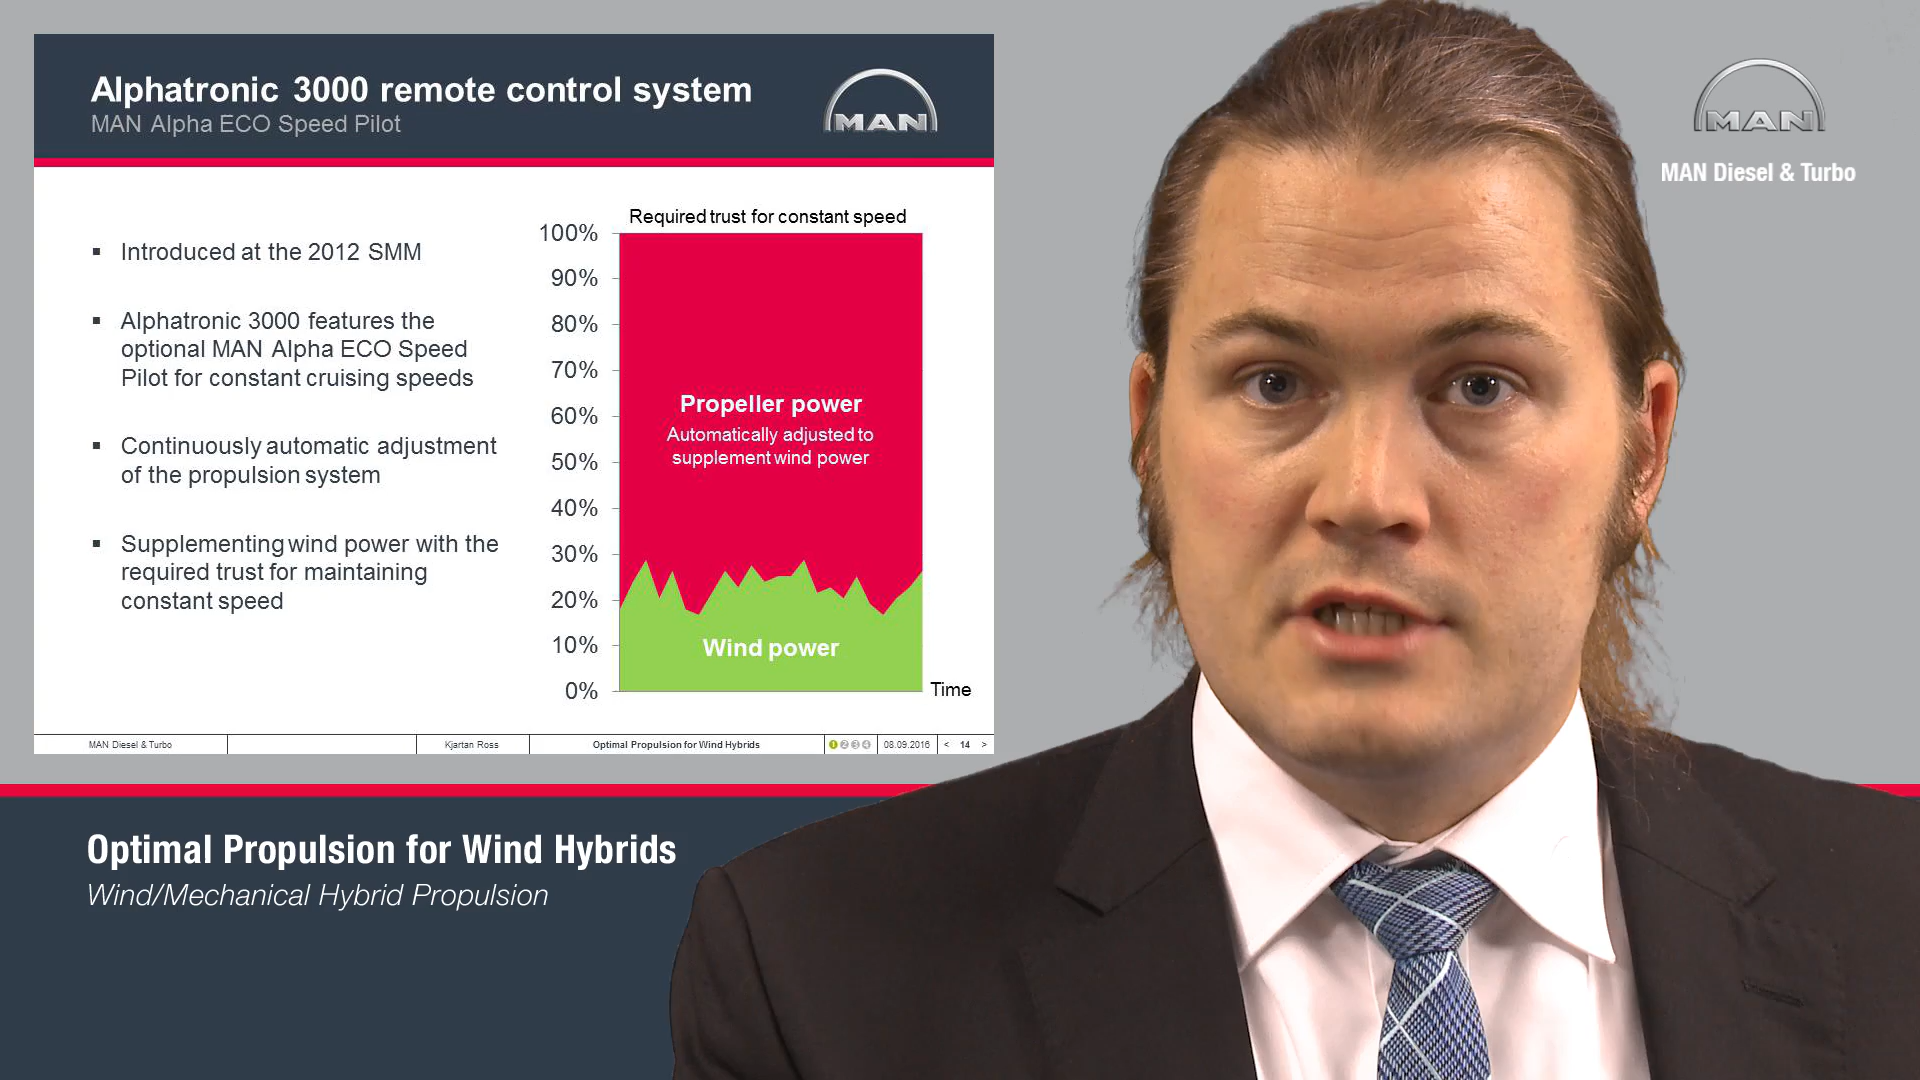 Alphatronic 3000 remote control system
MAN Alpha ECO Speed Pilot
MAN
Introduced at the 2012 SMM
Alphatronic 3000 features the
optional MAN Alpha ECO Speed
Pilot for constant cruising speeds
Continuously automatic adjustment
of the propulsion system
Supplementing wind power with the
required trust for maintaining
constant speed
Required trust for constant speed
100%
90%
80%
70%
60%
50%
40%
30%
20%
10%
0%
Propeller power
Automatically adjusted to
supplement wind power
Wind power
Time
MAN Diesel & Turbo
Kjartan Ross
Optimal Propulsion for Wind Hybrids
1 2 3 4
08.09.2016
< 14 >
MAN
MAN Diesel & Turbo
Optimal Propulsion for Wind Hybrids
Wind/Mechanical Hybrid Propulsion